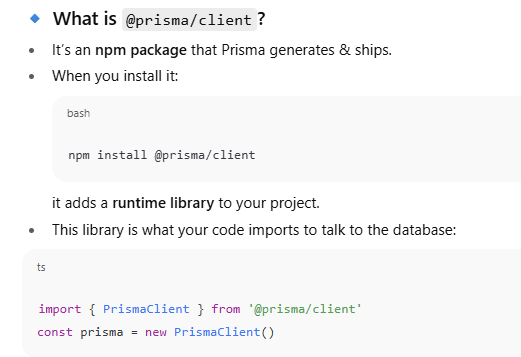 What is @prisma/client?
It’s an npm package that Prisma generates & ships.
When you install it:
bash
npm install @prisma/client
it adds a runtime library to your project.
This library is what your code imports to talk to the database:
ts
import { PrismaClient } from '@prisma/client'
const prisma = new PrismaClient()